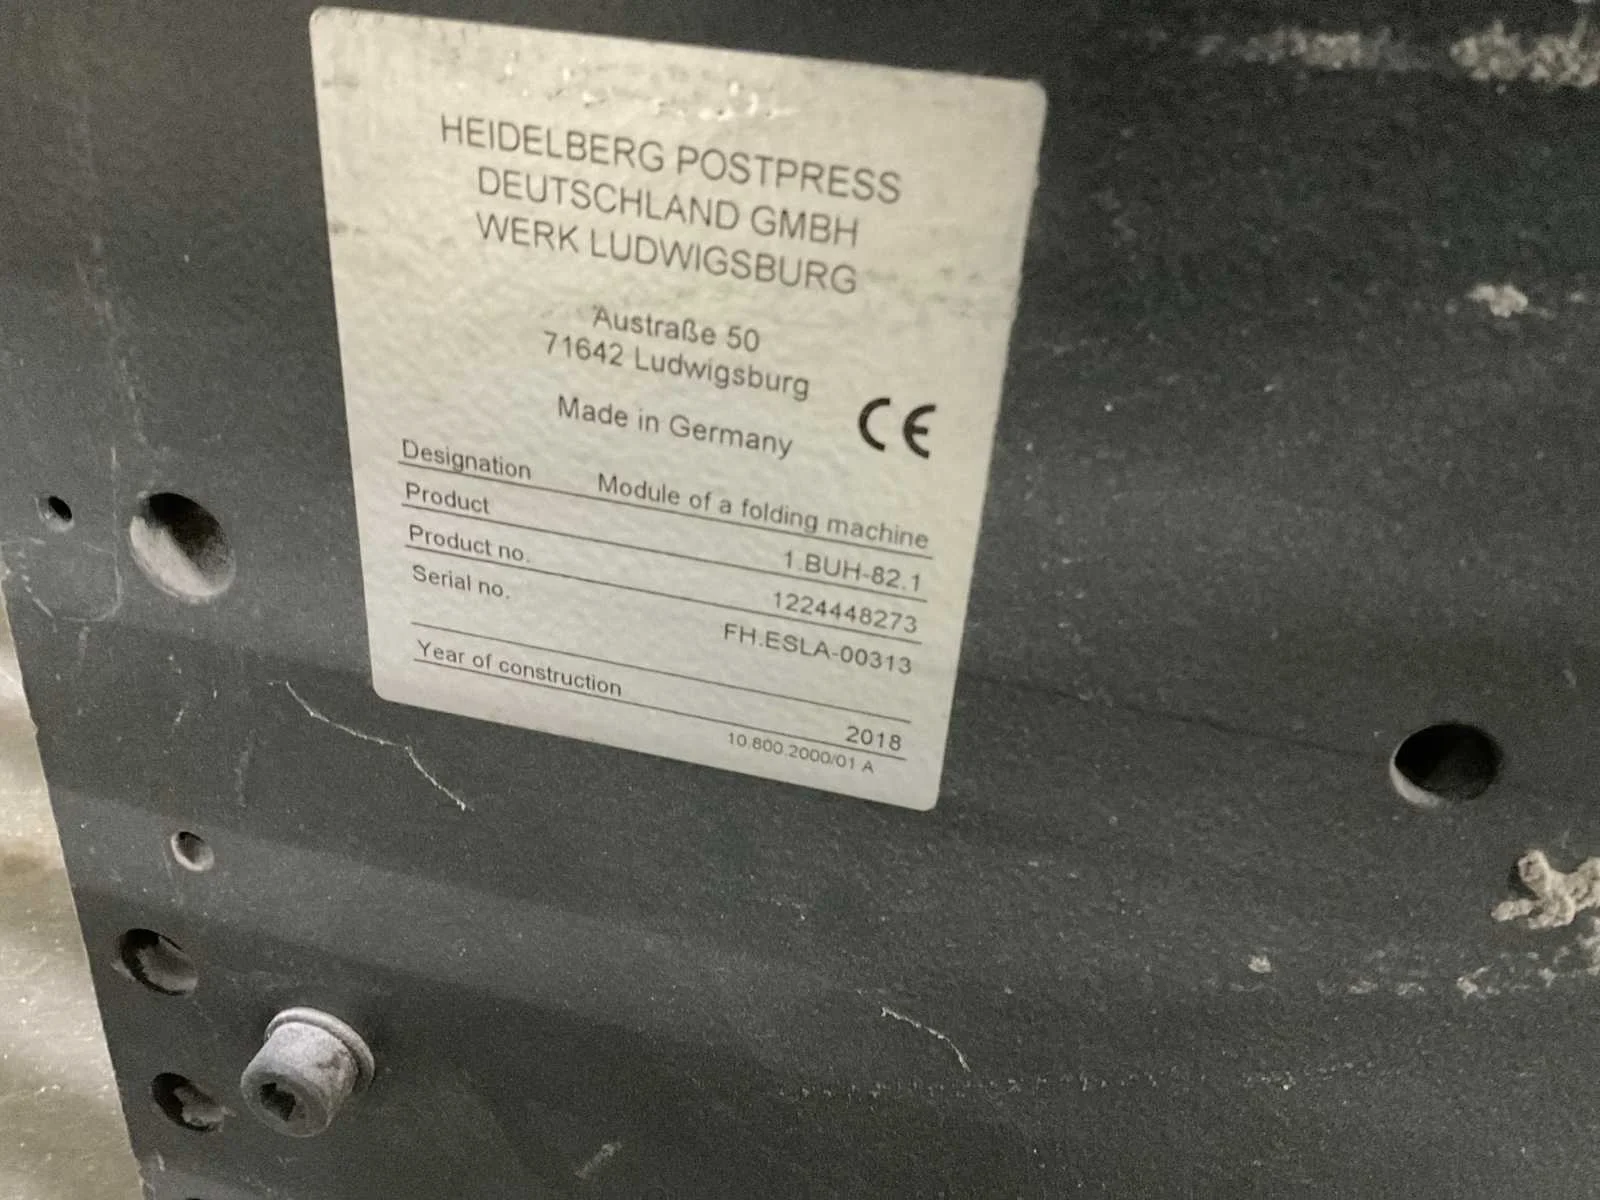 HEIDELBERG POSTPRESS
DEUTSCHLAND GMBH
WERK LUDWIGSBURG
Austraße 50
71642 Ludwigsburg
Made in Germany
CE
Designation Module of a folding machine
Product 1.BUH-82.1
Product no. 1224448273
Serial no. FH.ESLA-00313
Year of construction 2018
10.800.2000/01 A